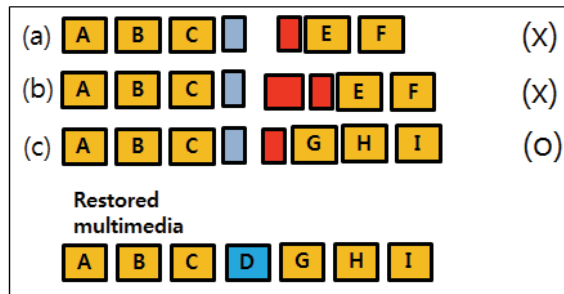 (a) A B C E F (X)
(b) A B C E F (X)
(c) A B C G H I (O)
Restored
multimedia
A B C D G H I